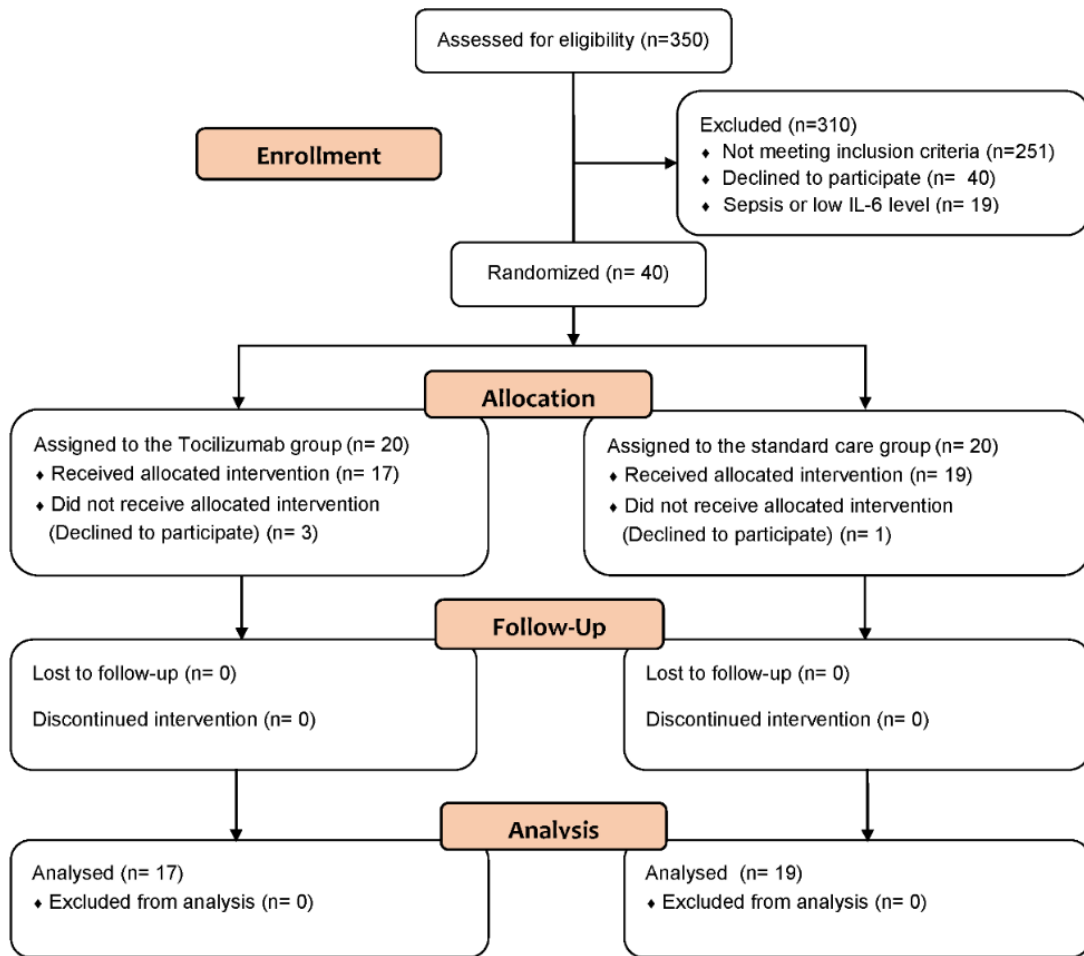 Assessed for eligibility (n=350)
Enrollment
Excluded (n=310)
♦ Not meeting inclusion criteria (n=251)
♦ Declined to participate (n= 40)
♦ Sepsis or low IL-6 level (n= 19)
Randomized (n= 40)
Allocation
Assigned to the Tocilizumab group (n= 20)
♦ Received allocated intervention (n= 17)
♦ Did not receive allocated intervention
(Declined to participate) (n= 3)
Assigned to the standard care group (n= 20)
♦ Received allocated intervention (n= 19)
♦ Did not receive allocated intervention
(Declined to participate) (n= 1)
Follow-Up
Lost to follow-up (n= 0)
Discontinued intervention (n= 0)
Lost to follow-up (n= 0)
Discontinued intervention (n= 0)
Analysis
Analysed (n= 17)
♦ Excluded from analysis (n= 0)
Analysed (n= 19)
♦ Excluded from analysis (n= 0)